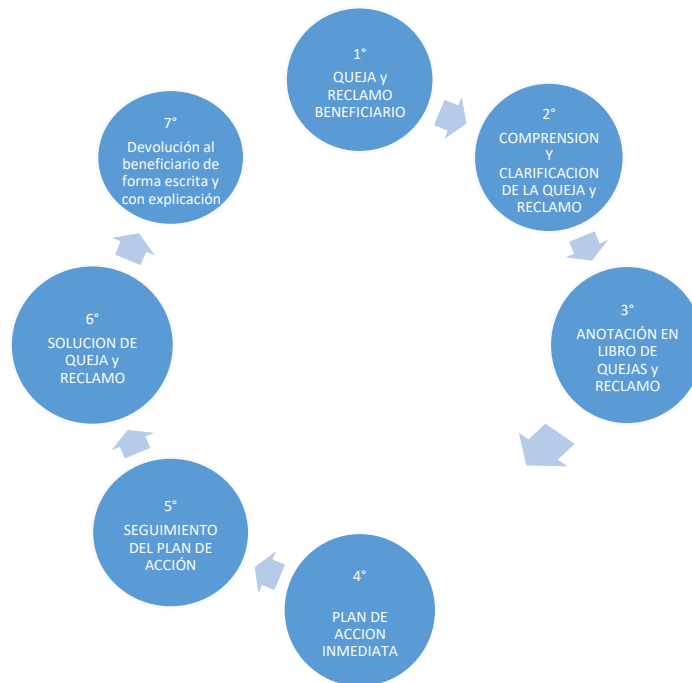 1°
QUEJA y
RECLAMO
BENEFICIARIO
2°
COMPRENSION
Y
CLARIFICACION
DE LA QUEJA y
RECLAMO
3°
ANOTACIÓN EN
LIBRO DE
QUEJAS y
RECLAMO
4°
PLAN DE
ACCION
INMEDIATA
5°
SEGUIMIENTO
DEL PLAN DE
ACCIÓN
6°
SOLUCION DE
QUEJA y
RECLAMO
7°
Devolución al
beneficiario de
forma escrita y
con explicación